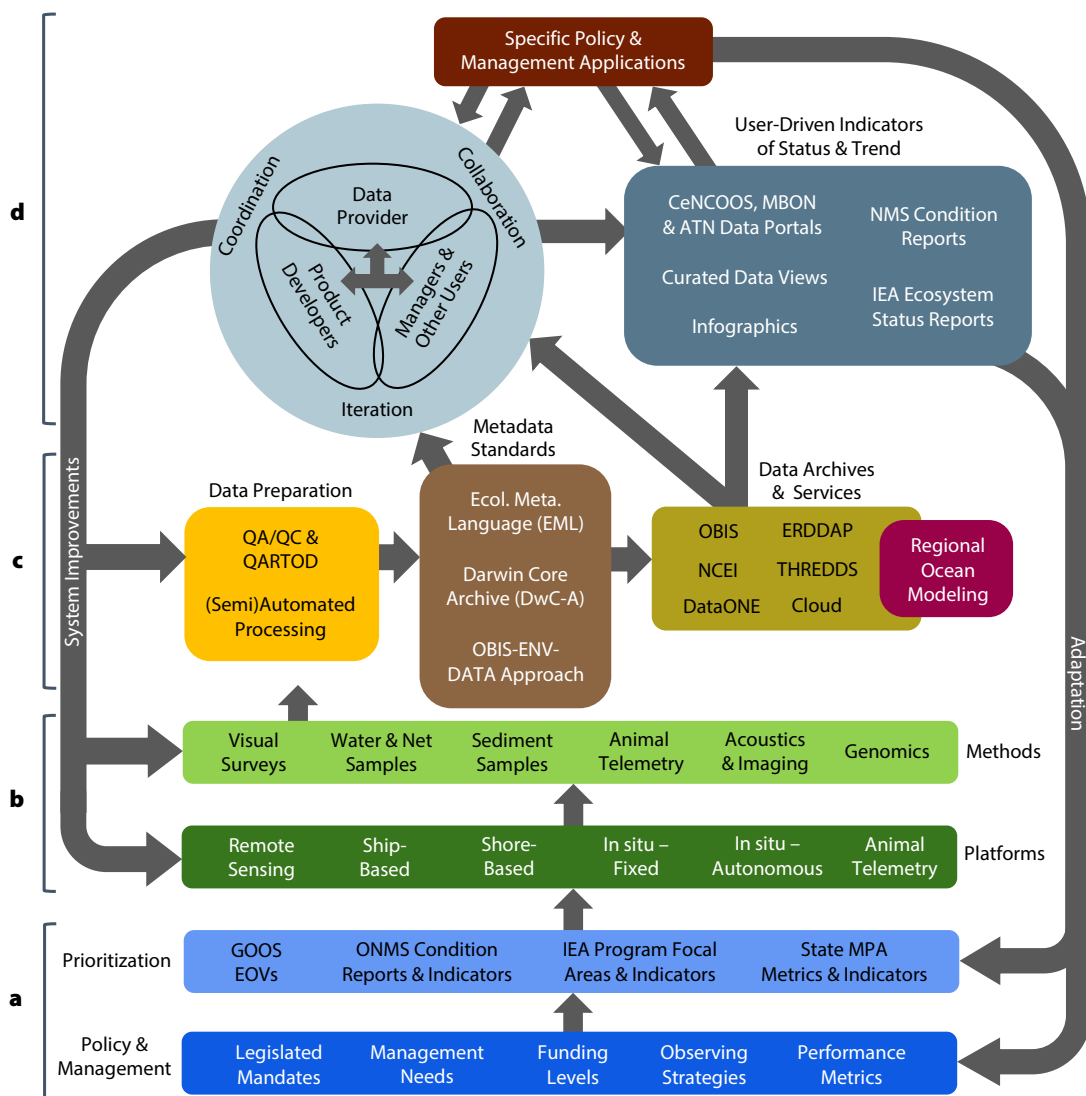 Specific Policy &
Management Applications
d
Coordination
Collaboration
Iteration
Data
Provider
Product
Developers
Managers &
Other Users
User-Driven Indicators
of Status & Trend
CeNCOOS, MBON
& ATN Data Portals
Curated Data Views
Infographics
NMS Condition
Reports
IEA Ecosystem
Status Reports
System Improvements
Adaptation
c
Data Preparation
QA/QC &
QARTOD
(Semi)Automated
Processing
Metadata
Standards
Ecol. Meta.
Language (EML)
Darwin Core
Archive (DwC-A)
OBIS-ENV-
DATA Approach
Data Archives
& Services
OBIS
ERDDAP
NCEI
THREDDS
DataONE
Cloud
Regional
Ocean
Modeling
b
Visual
Surveys
Water & Net
Samples
Sediment
Samples
Animal
Telemetry
Acoustics
& Imaging
Genomics
Methods
Remote
Sensing
Ship-
Based
Shore-
Based
In situ –
Fixed
In situ –
Autonomous
Animal
Telemetry
Platforms
a
Prioritization
GOOS
EOVs
ONMS Condition
Reports & Indicators
IEA Program Focal
Areas & Indicators
State MPA
Metrics & Indicators
Policy &
Management
Legislated
Mandates
Management
Needs
Funding
Levels
Observing
Strategies
Performance
Metrics